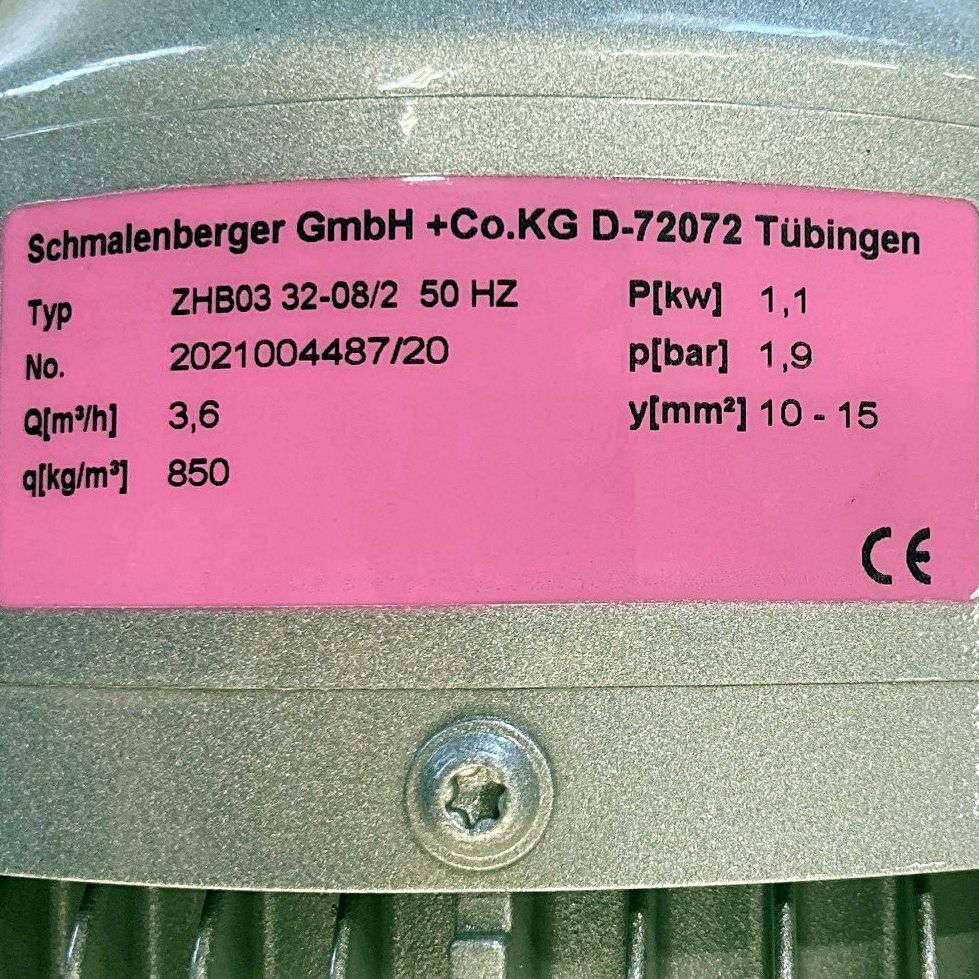 Schmalenberger GmbH +Co.KG D-72072 Tübingen
Typ ZHB03 32-08/2 50 HZ P[kw] 1,1
No. 2021004487/20 p[bar] 1,9
Q[m³/h] 3,6 y[mm²] 10 - 15
q[kg/m³] 850
CE